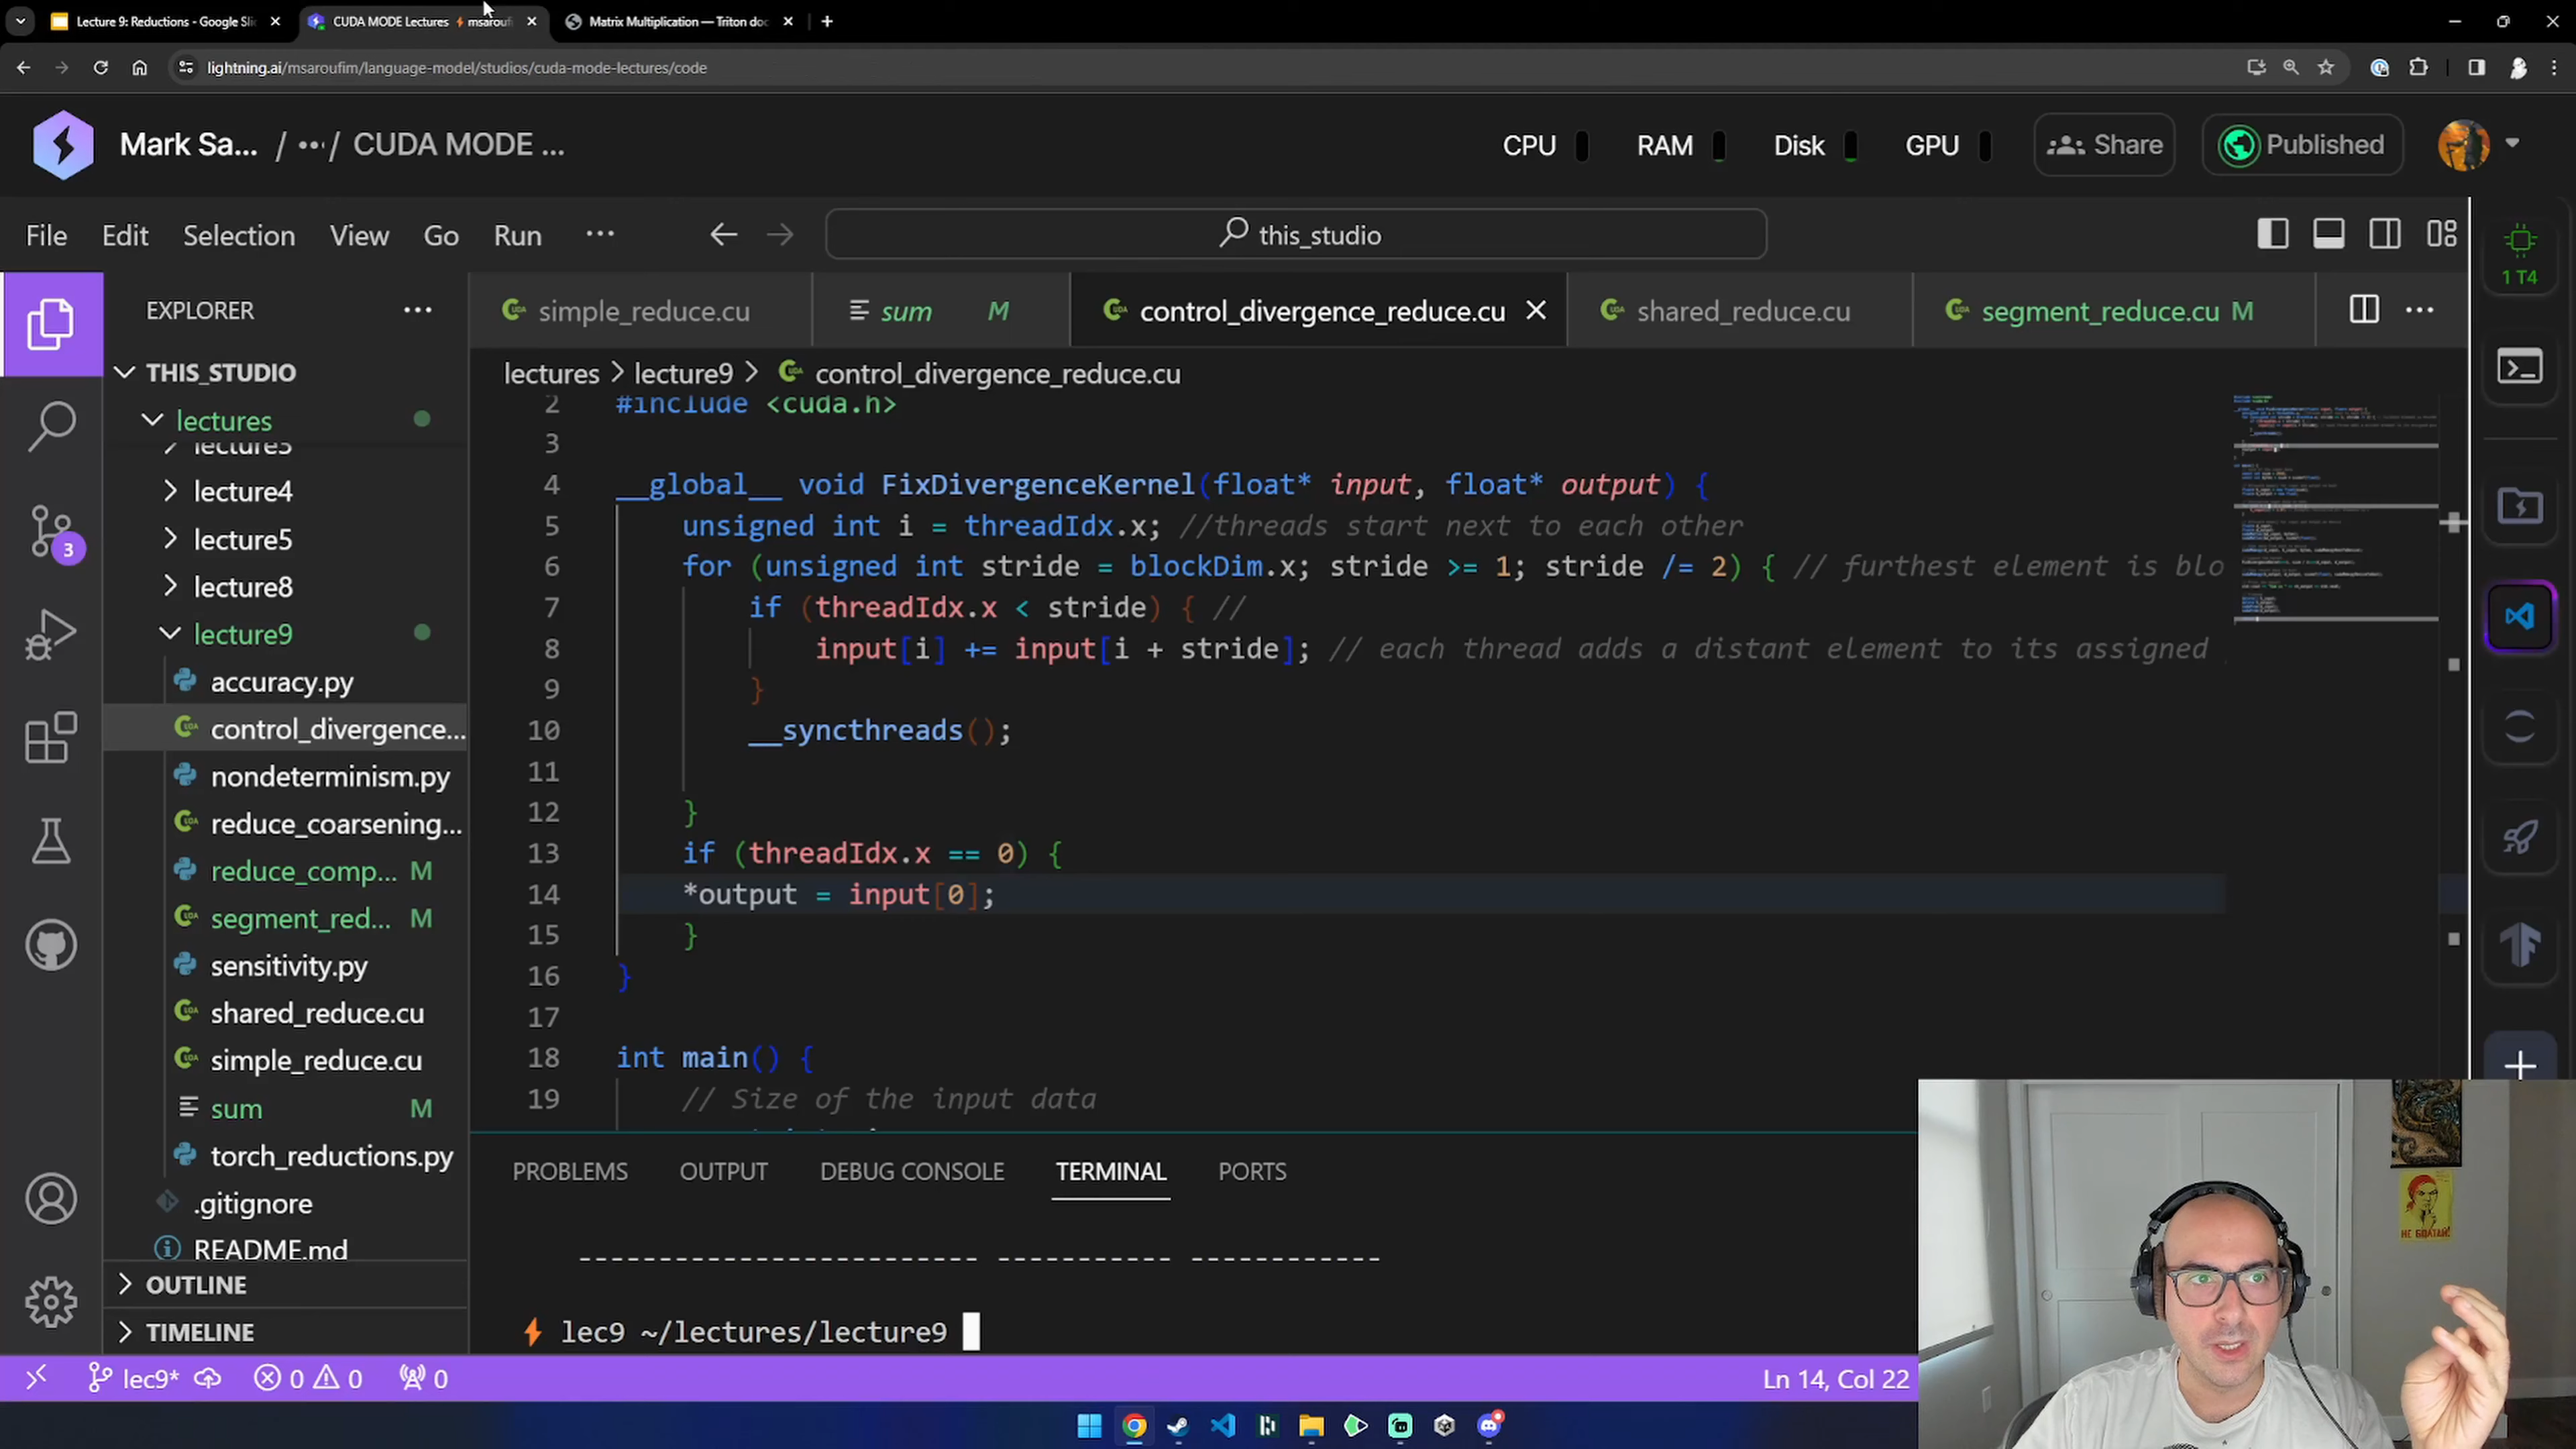 Lecture 9: Reductions - Google Sli
CUDA MODE Lectures ⚡ msaroufi
Matrix Multiplication — Triton doc
lightning.ai/msaroufim/language-model/studios/cuda-mode-lectures/code
Mark Sa... / ··· / CUDA MODE ...
CPU
RAM
Disk
GPU
Share
Published
File Edit Selection View Go Run ···
this_studio
1 T4
EXPLORER
simple_reduce.cu
sum M
control_divergence_reduce.cu
shared_reduce.cu
segment_reduce.cu M
lectures > lecture9 > control_divergence_reduce.cu
THIS_STUDIO
lectures
lecture3
lecture4
lecture5
lecture8
lecture9
accuracy.py
control_divergence...
nondeterminism.py
reduce_coarsening...
reduce_comp... M
segment_red... M
sensitivity.py
shared_reduce.cu
simple_reduce.cu
sum M
torch_reductions.py
.gitignore
README.md
OUTLINE
TIMELINE
3
2 #include <cuda.h>
3
4 __global__ void FixDivergenceKernel(float* input, float* output) {
5 unsigned int i = threadIdx.x; //threads start next to each other
6 for (unsigned int stride = blockDim.x; stride >= 1; stride /= 2) { // furthest element is blo
7 if (threadIdx.x < stride) { //
8 input[i] += input[i + stride]; // each thread adds a distant element to its assigned
9 }
10 __syncthreads();
11
12 }
13 if (threadIdx.x == 0) {
14 *output = input[0];
15 }
16 }
17
18 int main() {
19 // Size of the input data
PROBLEMS OUTPUT DEBUG CONSOLE TERMINAL PORTS
------------------------ ---------- -----------
⚡ lec9 ~/lectures/lecture9
lec9* 0 0 0
Ln 14, Col 22
НЕ БОЛТАЙ!